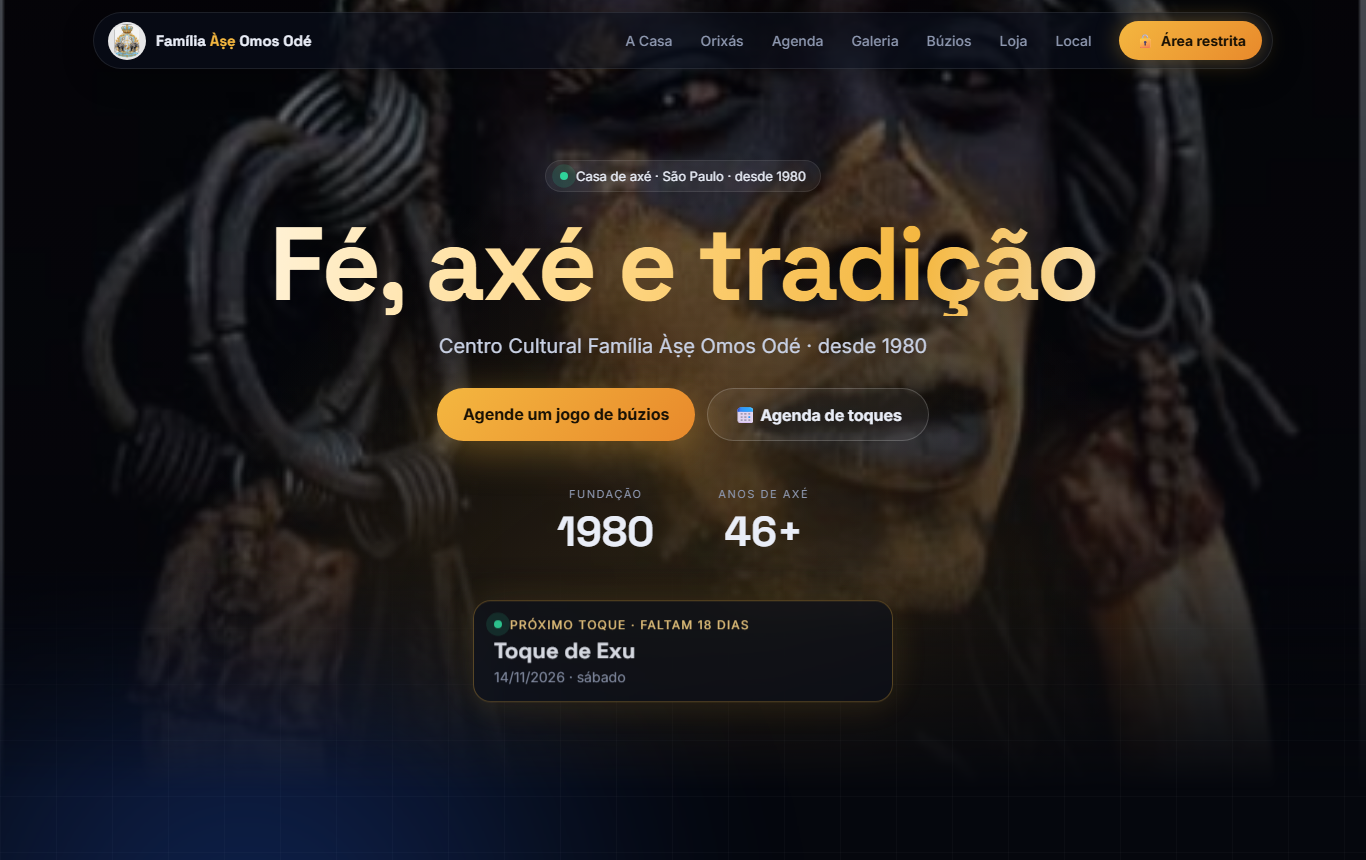 Família Àṣẹ Omos Odé
A Casa
Orixás
Agenda
Galeria
Búzios
Loja
Local
Área restrita
Casa de axé · São Paulo · desde 1980
Fé, axé e tradição
Centro Cultural Família Àṣẹ Omos Odé · desde 1980
Agende um jogo de búzios
Agenda de toques
FUNDAÇÃO
1980
ANOS DE AXÉ
46+
PRÓXIMO TOQUE · FALTAM 18 DIAS
Toque de Exu
14/11/2026 · sábado